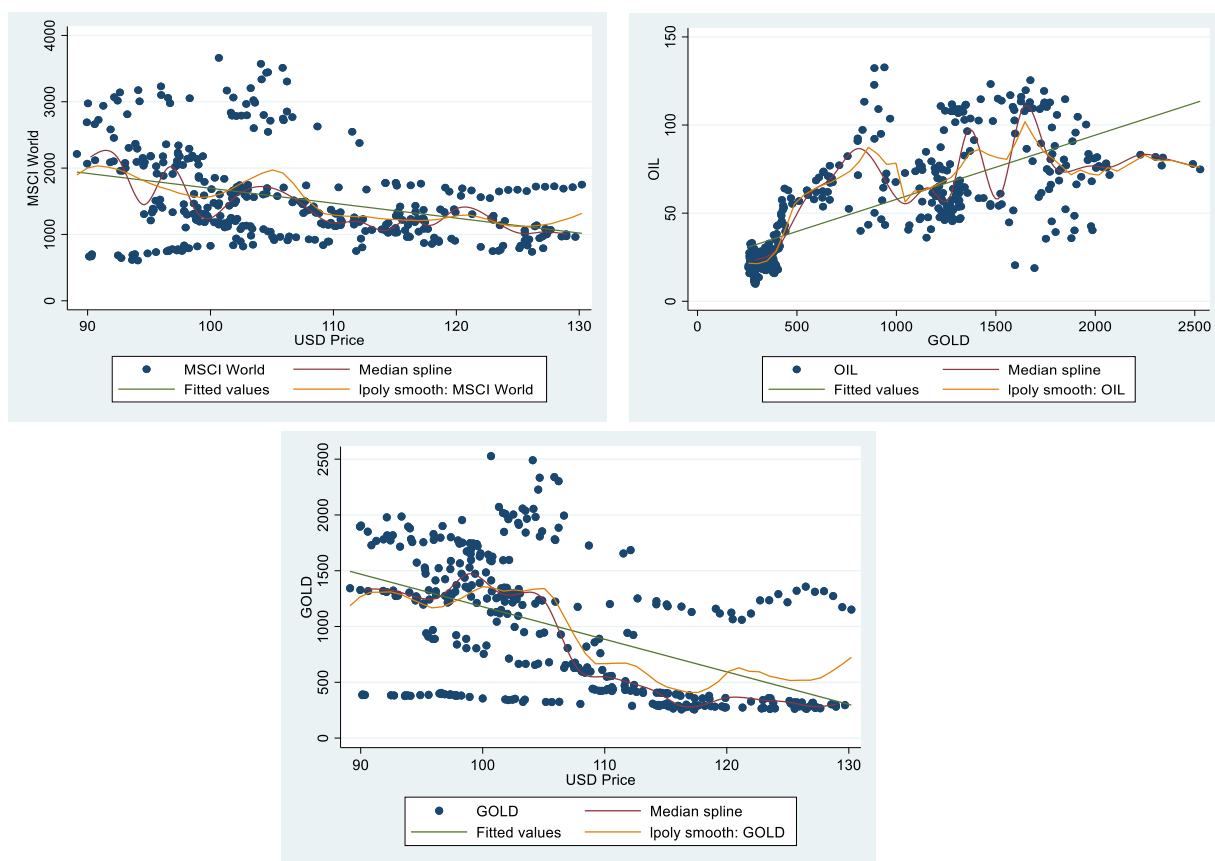 MSCI World
4000
3000
2000
1000
0
90 100 110 120 130
USD Price
MSCI World Median spline
Fitted values lpoly smooth: MSCI World
OIL
150
100
50
0
0 500 1000 1500 2000 2500
GOLD
OIL Median spline
Fitted values lpoly smooth: OIL
GOLD
2500
2000
1500
1000
500
0
90 100 110 120 130
USD Price
GOLD Median spline
Fitted values lpoly smooth: GOLD